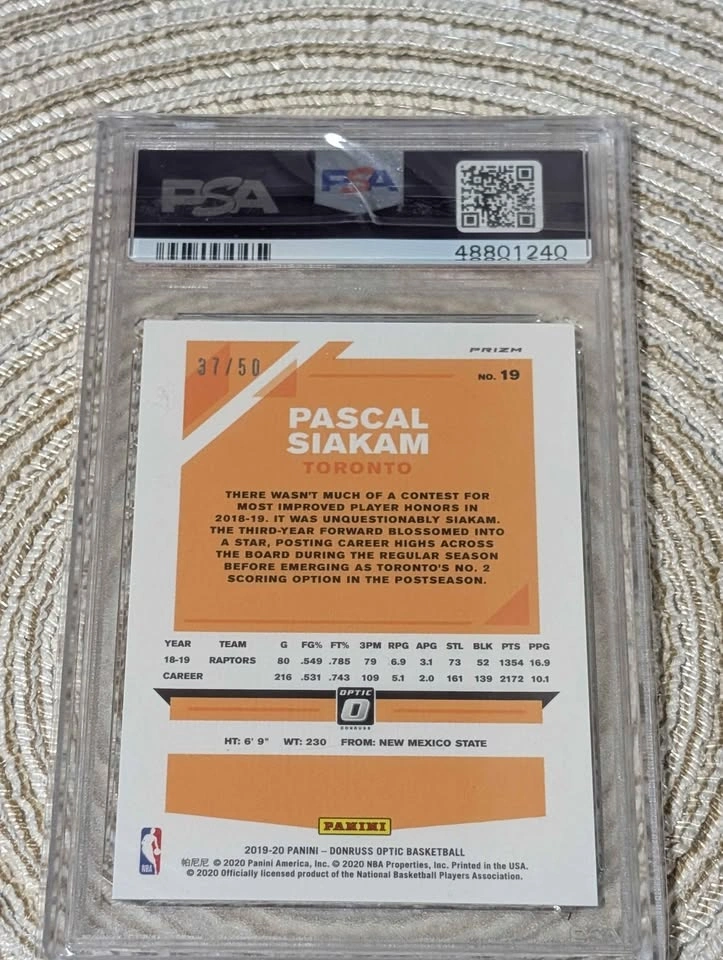 PSA PSA
48801240
PRIZM
37/50
NO. 19
PASCAL
SIAKAM
TORONTO
THERE WASN'T MUCH OF A CONTEST FOR
MOST IMPROVED PLAYER HONORS IN
2018-19. IT WAS UNQUESTIONABLY SIAKAM.
THE THIRD-YEAR FORWARD BLOSSOMED INTO
A STAR, POSTING CAREER HIGHS ACROSS
THE BOARD DURING THE REGULAR SEASON
BEFORE EMERGING AS TORONTO'S NO. 2
SCORING OPTION IN THE POSTSEASON.
YEAR TEAM G FG% FT% 3PM RPG APG STL BLK PTS PPG
18-19 RAPTORS 80 .549 .785 79 6.9 3.1 73 52 1354 16.9
CAREER 216 .531 .743 109 5.1 2.0 161 139 2172 10.1
OPTIC
DONRUSS
HT: 6' 9" WT: 230 FROM: NEW MEXICO STATE
PANINI
NBA
2019-20 PANINI – DONRUSS OPTIC BASKETBALL
帕尼尼 © 2020 Panini America, Inc. © 2020 NBA Properties, Inc. Printed in the USA.
© 2020 Officially licensed product of the National Basketball Players Association.